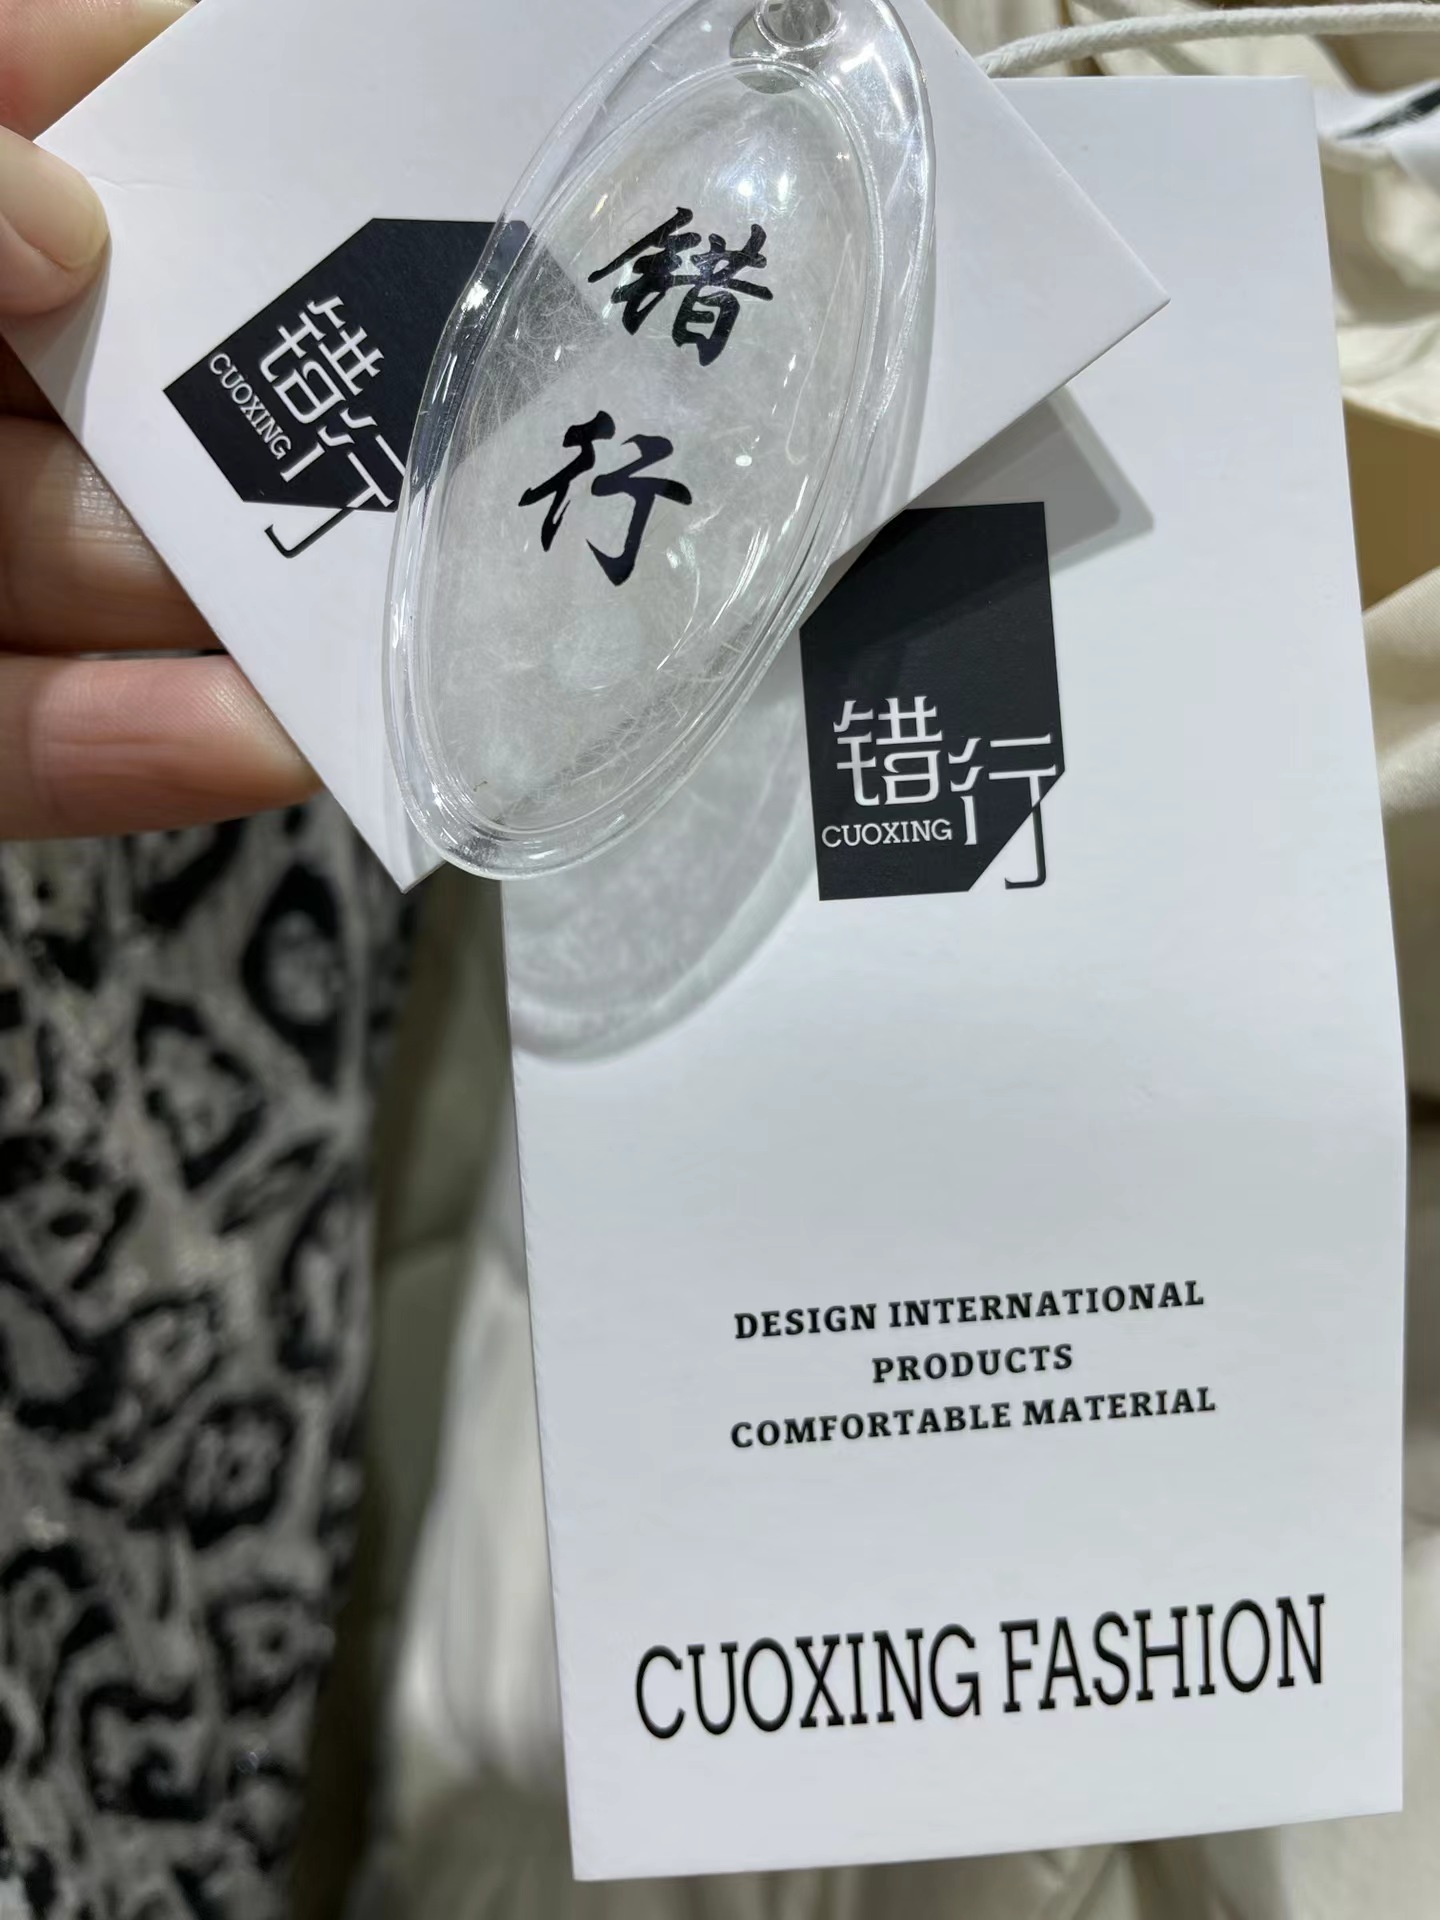 错行
错行
CUOXING
错行
CUOXING
DESIGN INTERNATIONAL
PRODUCTS
COMFORTABLE MATERIAL
CUOXING FASHION